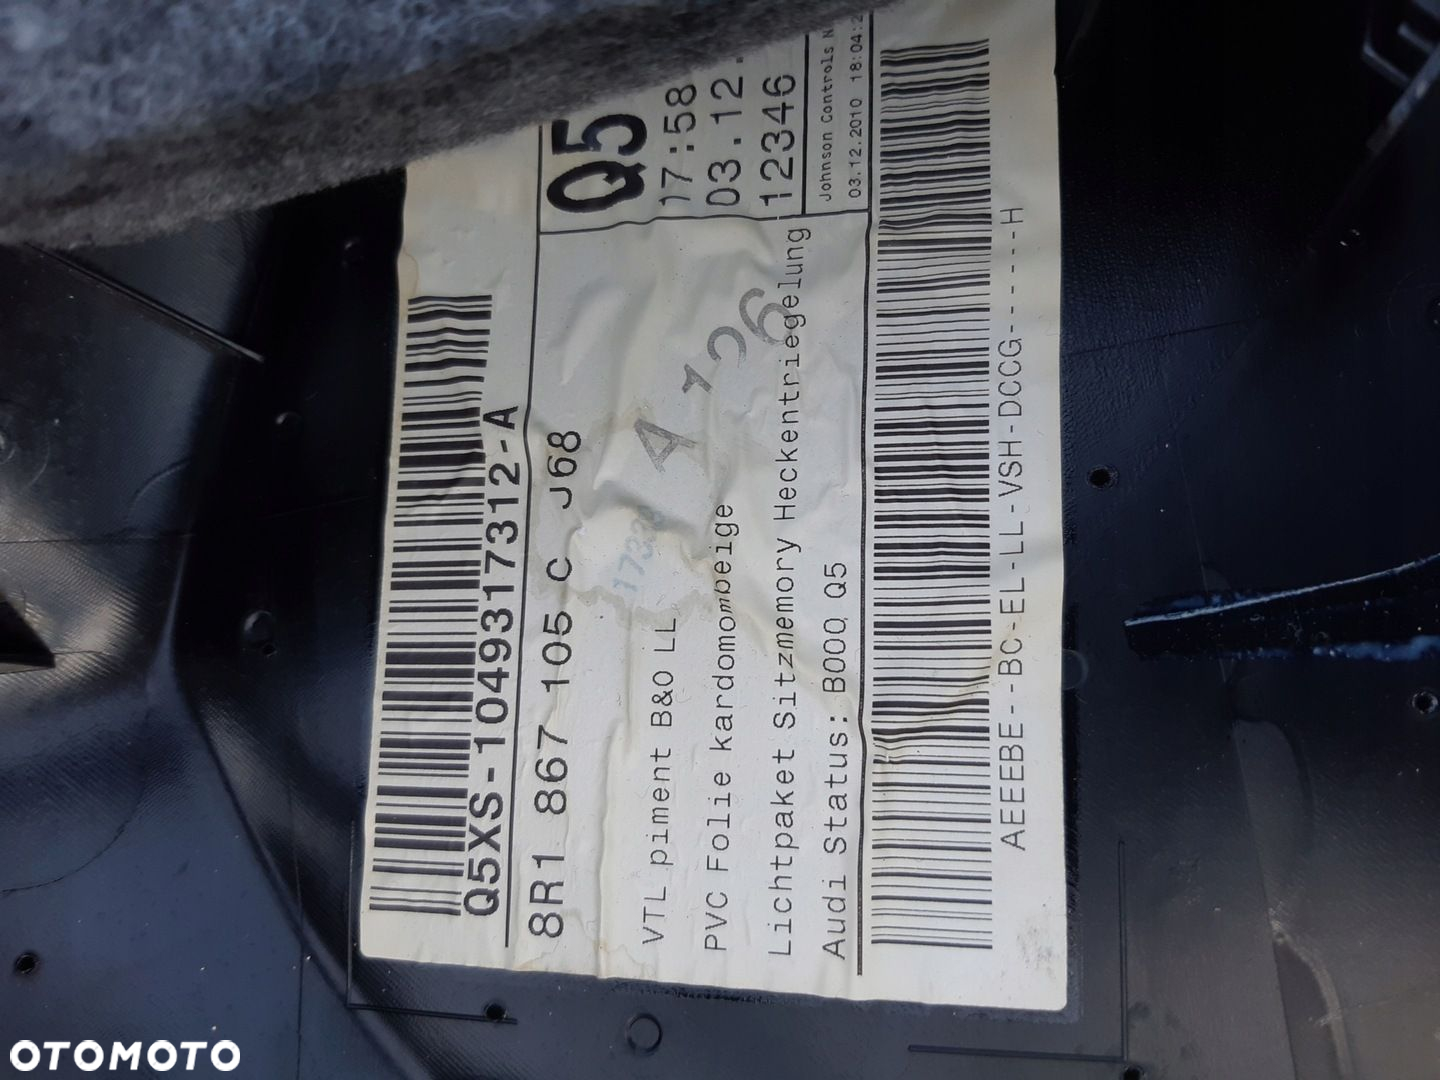 Q5XS-1049317312-A
8R1 867 105 C J68
Q5
17:58
03.12.
12346
Johnson Controls N
03.12.2010 18:04:2
A 126
VTL piment B&O LL
PVC Folie kardomombeige
Lichtpaket Sitzmemory Heckentriegelung
Audi Status: B00Q Q5
AEEEBE--BC-EL-LL-VSH-DCCG------H
OTOMOTO